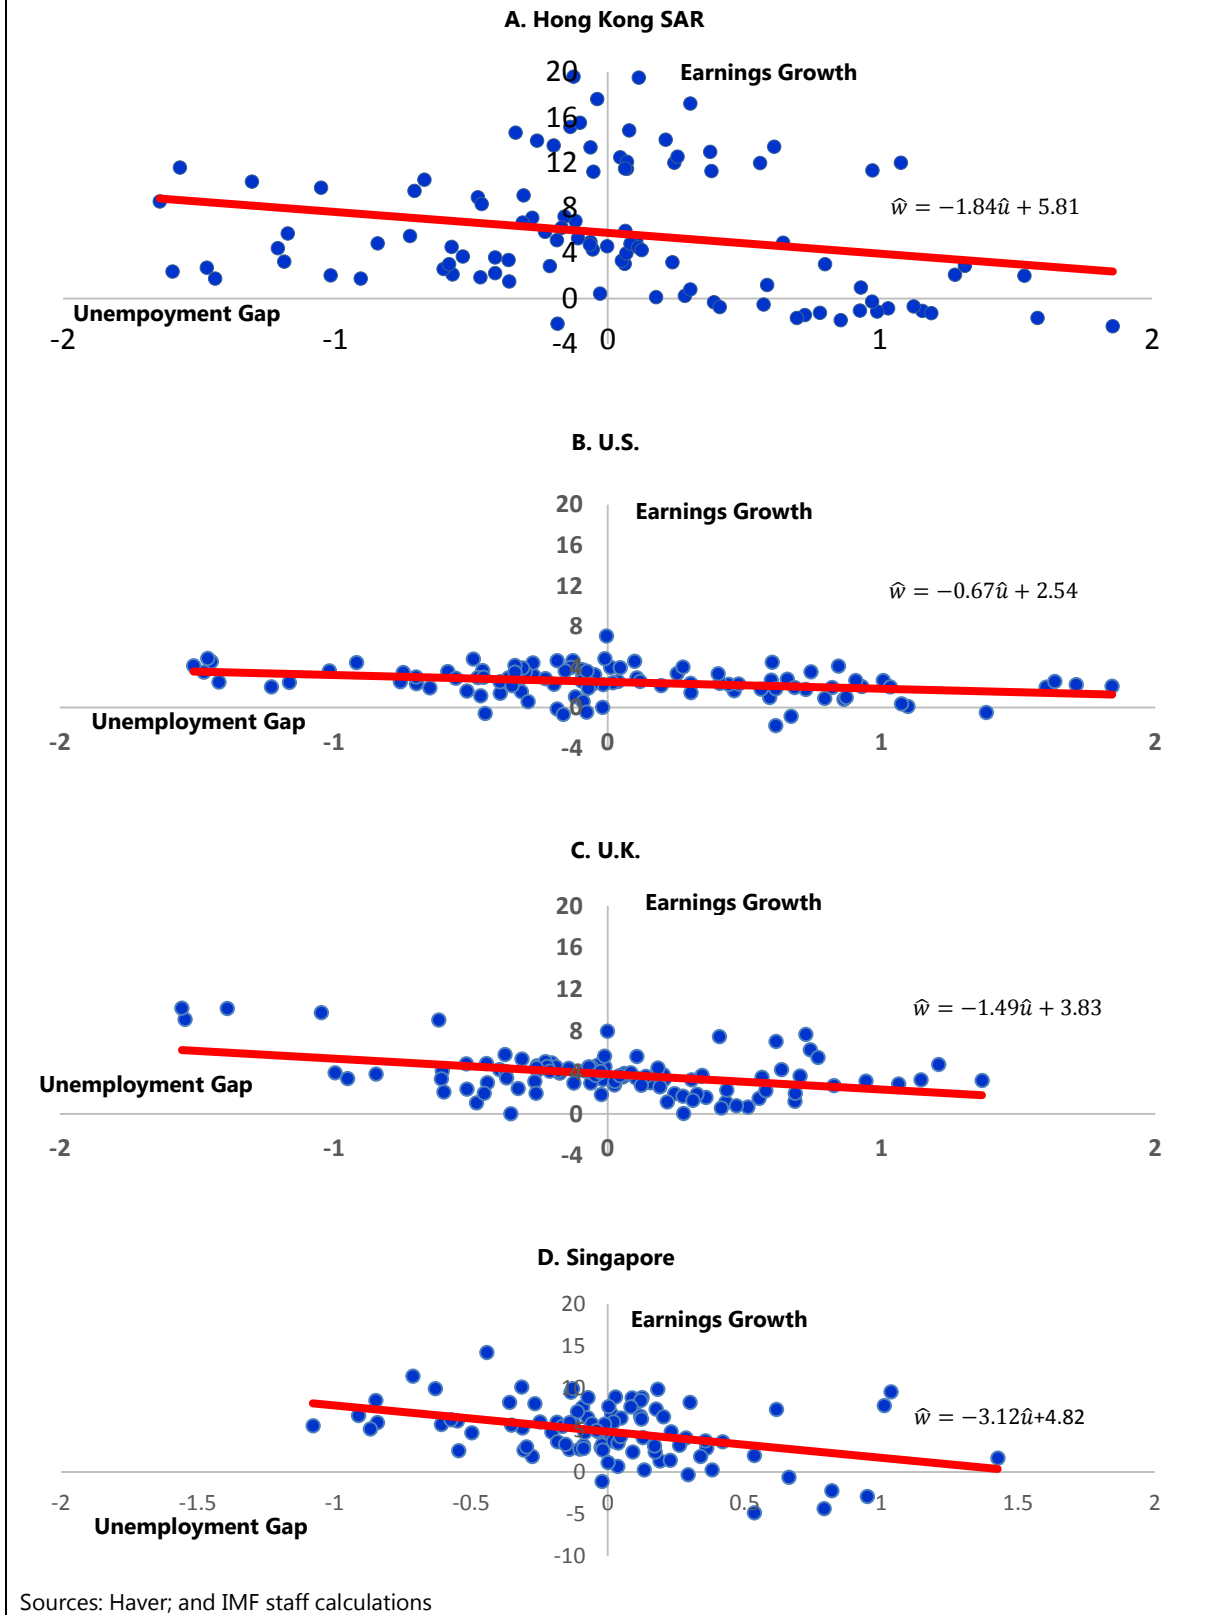 A. Hong Kong SAR
20
Earnings Growth
16
12
8
ŵ = −1.84û + 5.81
4
0
Unempoyment Gap
-2 -1 -4 0 1 2
B. U.S.
20
Earnings Growth
16
12
ŵ = −0.67û + 2.54
8
4
0
Unemployment Gap
-2 -1 -4 0 1 2
C. U.K.
20
Earnings Growth
16
12
ŵ = −1.49û + 3.83
8
4
Unemployment Gap
0
-2 -1 -4 0 1 2
D. Singapore
20
Earnings Growth
15
10
ŵ = −3.12û+4.82
5
0
-2 -1.5 -1 -0.5 0 0.5 1 1.5 2
-5
Unemployment Gap
-10
Sources: Haver; and IMF staff calculations